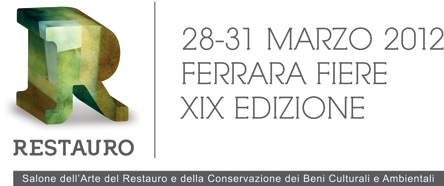 R
RESTAURO
28-31 MARZO 2012
FERRARA FIERE
XIX EDIZIONE
Salone dell'Arte del Restauro e della Conservazione dei Beni Culturali e Ambientali